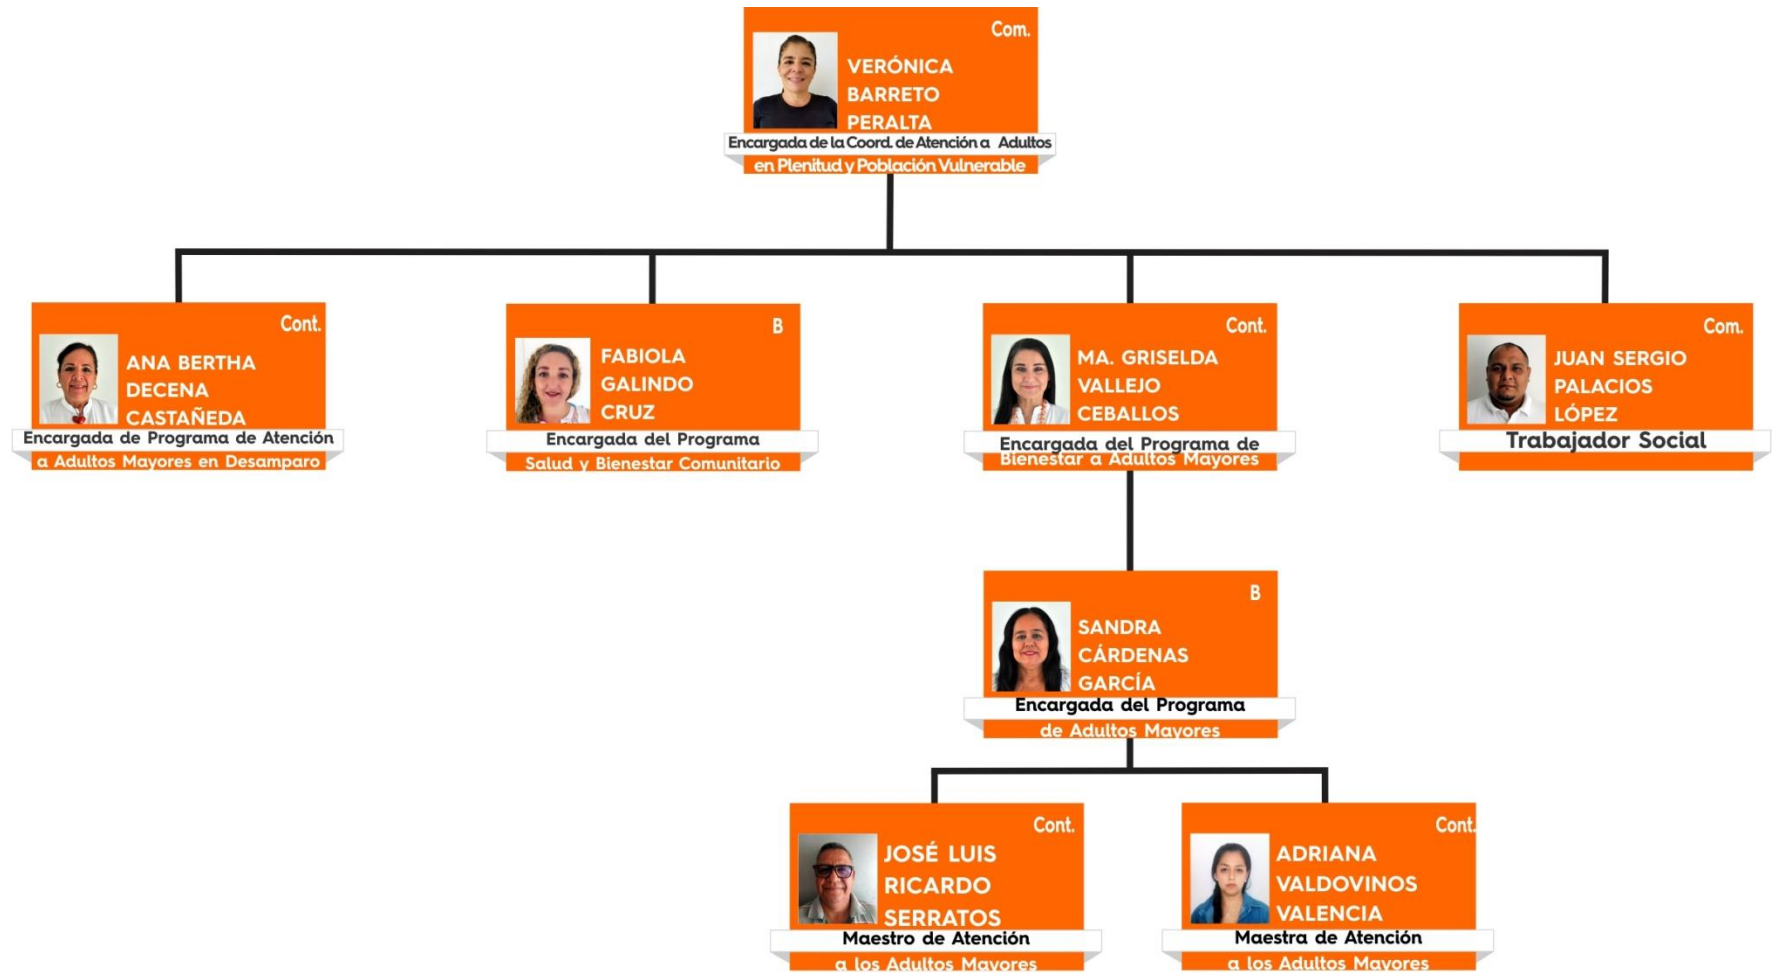 Com.
VERÓNICA
BARRETO
PERALTA
Encargada de la Coord. de Atención a Adultos
en Plenitud y Población Vulnerable
Cont.
ANA BERTHA
DECENA
CASTAÑEDA
Encargada de Programa de Atención
a Adultos Mayores en Desamparo
B
FABIOLA
GALINDO
CRUZ
Encargada del Programa
Salud y Bienestar Comunitario
Cont.
MA. GRISELDA
VALLEJO
CEBALLOS
Encargada del Programa de
Bienestar a Adultos Mayores
Com.
JUAN SERGIO
PALACIOS
LÓPEZ
Trabajador Social
B
SANDRA
CÁRDENAS
GARCÍA
Encargada del Programa
de Adultos Mayores
Cont.
JOSÉ LUIS
RICARDO
SERRATOS
Maestro de Atención
a los Adultos Mayores
Cont.
ADRIANA
VALDOVINOS
VALENCIA
Maestra de Atención
a los Adultos Mayores